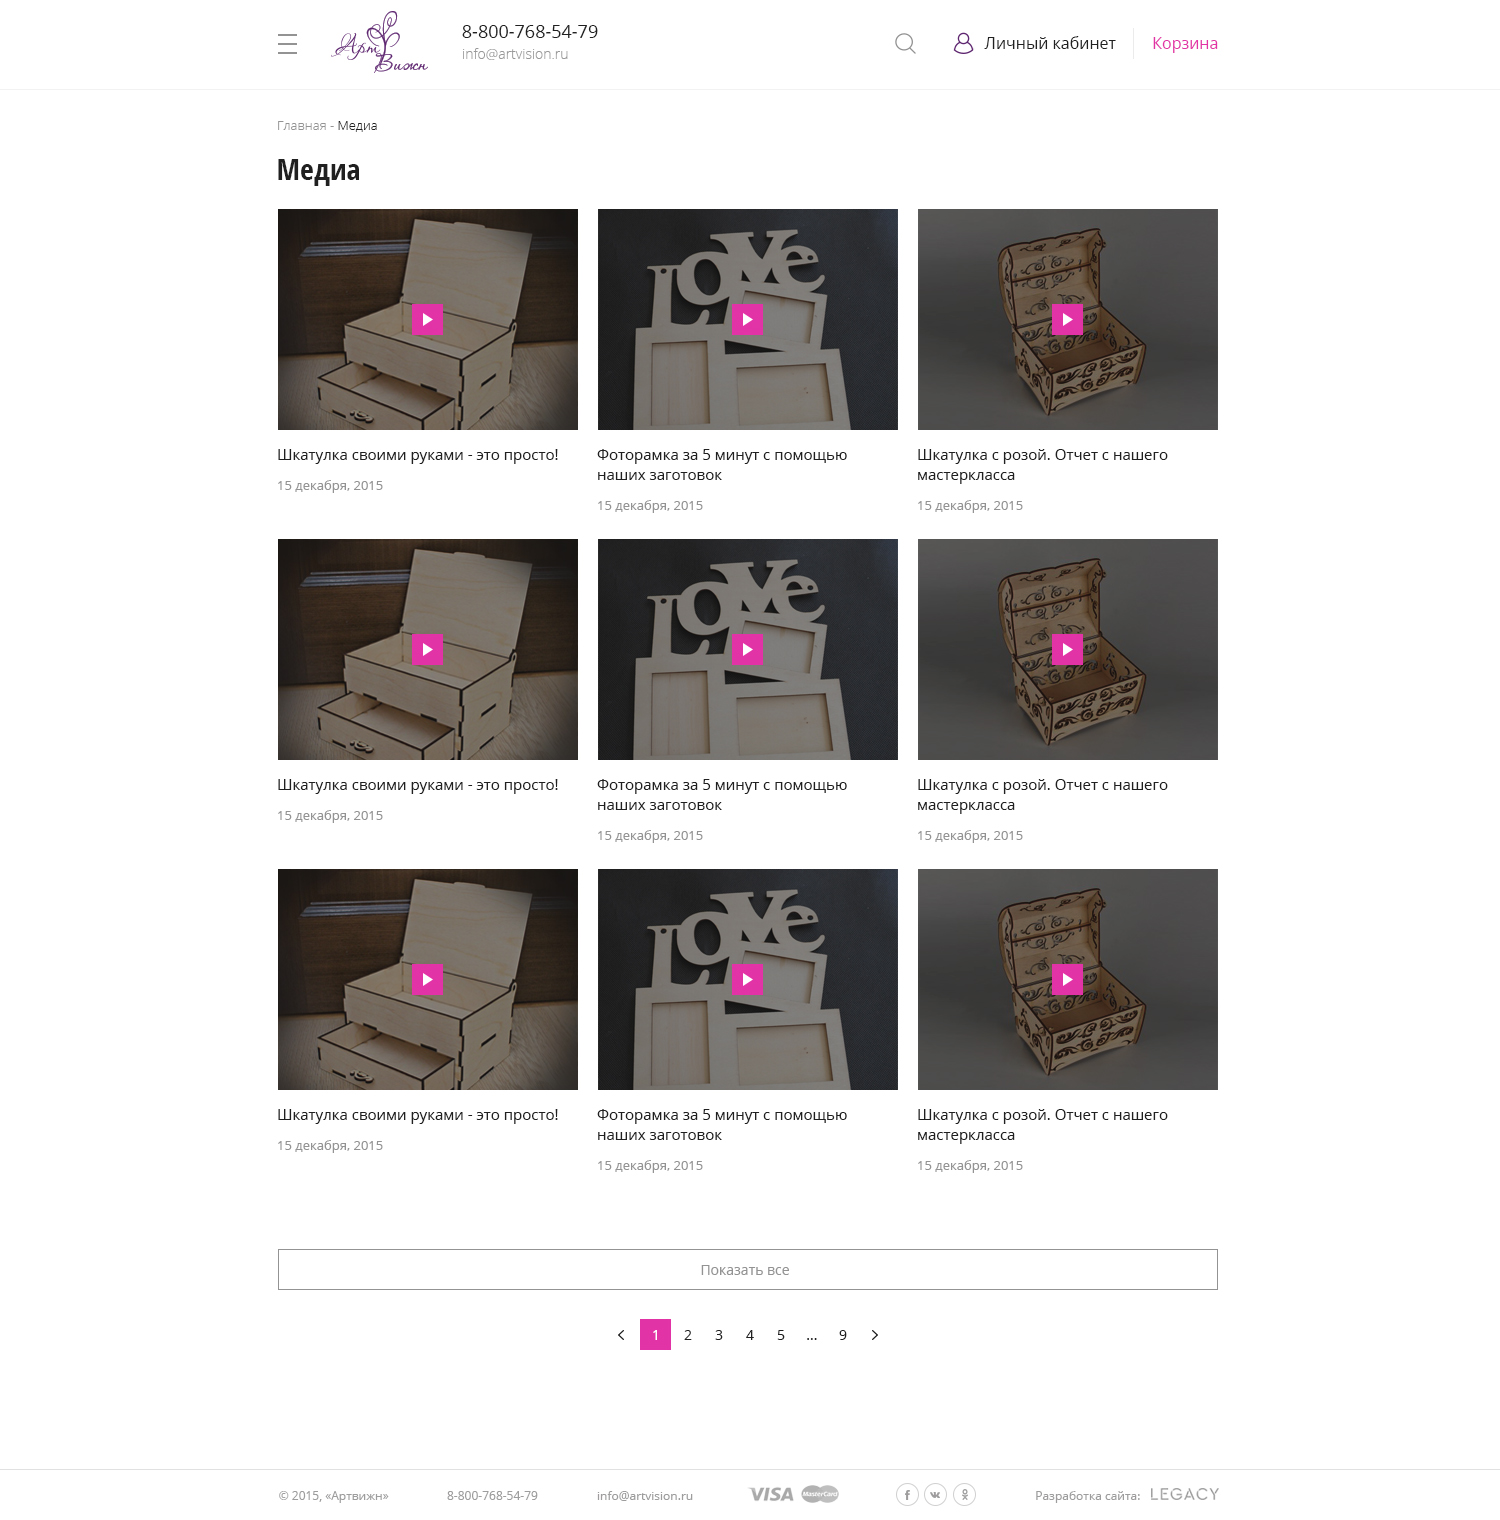 Арт
Вижн
8-800-768-54-79
info@artvision.ru
Личный кабинет
Корзина
Главная - Медиа
Медиа
Love
Love
Love
Шкатулка своими руками - это просто!
15 декабря, 2015
Фоторамка за 5 минут с помощью
наших заготовок
15 декабря, 2015
Шкатулка с розой. Отчет с нашего
мастеркласса
15 декабря, 2015
Шкатулка своими руками - это просто!
15 декабря, 2015
Фоторамка за 5 минут с помощью
наших заготовок
15 декабря, 2015
Шкатулка с розой. Отчет с нашего
мастеркласса
15 декабря, 2015
Шкатулка своими руками - это просто!
15 декабря, 2015
Фоторамка за 5 минут с помощью
наших заготовок
15 декабря, 2015
Шкатулка с розой. Отчет с нашего
мастеркласса
15 декабря, 2015
Показать все
1 2 3 4 5 ... 9
© 2015, «Артвижн» 8-800-768-54-79 info@artvision.ru VISA MasterCard Разработка сайта: LEGACY